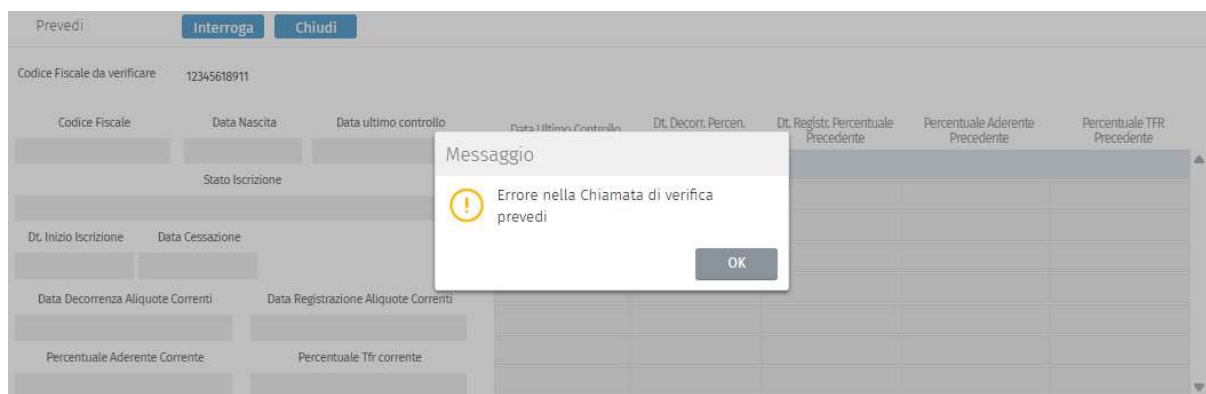 Prevedi Interroga Chiudi
Codice Fiscale da verificare 12345618911
Codice Fiscale Data Nascita Data ultimo controllo
Data Ultimo Controllo Dt. Decorr. Percen. Dt. Registr. Percentuale Percentuale Aderente Percentuale TFR
Precedente Precedente Precedente
Messaggio
Errore nella Chiamata di verifica
prevedi
OK
Stato Iscrizione
Dt. Inizio Iscrizione Data Cessazione
Data Decorrenza Aliquote Correnti Data Registrazione Aliquote Correnti
Percentuale Aderente Corrente Percentuale Tfr corrente